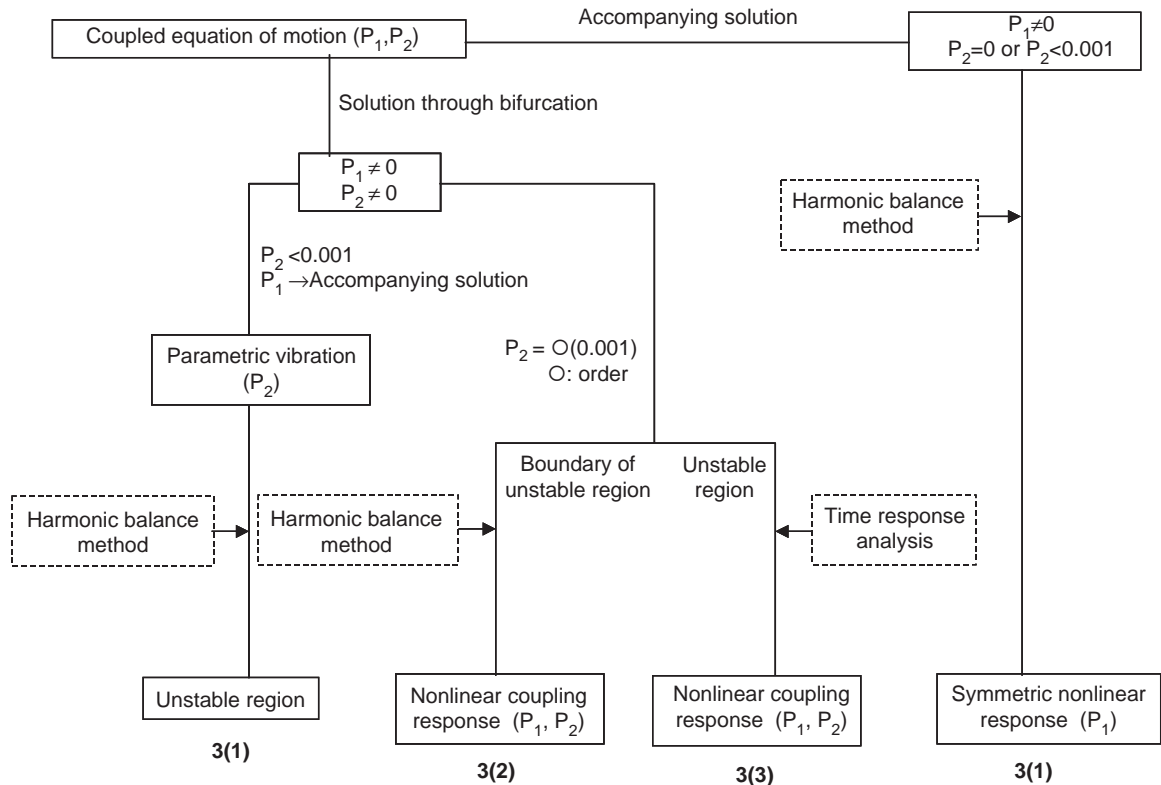 Accompanying solution
Coupled equation of motion (P₁,P₂)
P₁≠0
P₂=0 or P₂<0.001
Solution through bifurcation
P₁ ≠ 0
P₂ ≠ 0
Harmonic balance
method
P₂ <0.001
P₁ →Accompanying solution
Parametric vibration
(P₂)
P₂ = O(0.001)
O: order
Boundary of
unstable region
Unstable
region
Harmonic balance
method
Harmonic balance
method
Time response
analysis
Unstable region
Nonlinear coupling
response (P₁, P₂)
Nonlinear coupling
response (P₁, P₂)
Symmetric nonlinear
response (P₁)
3(1)
3(2)
3(3)
3(1)